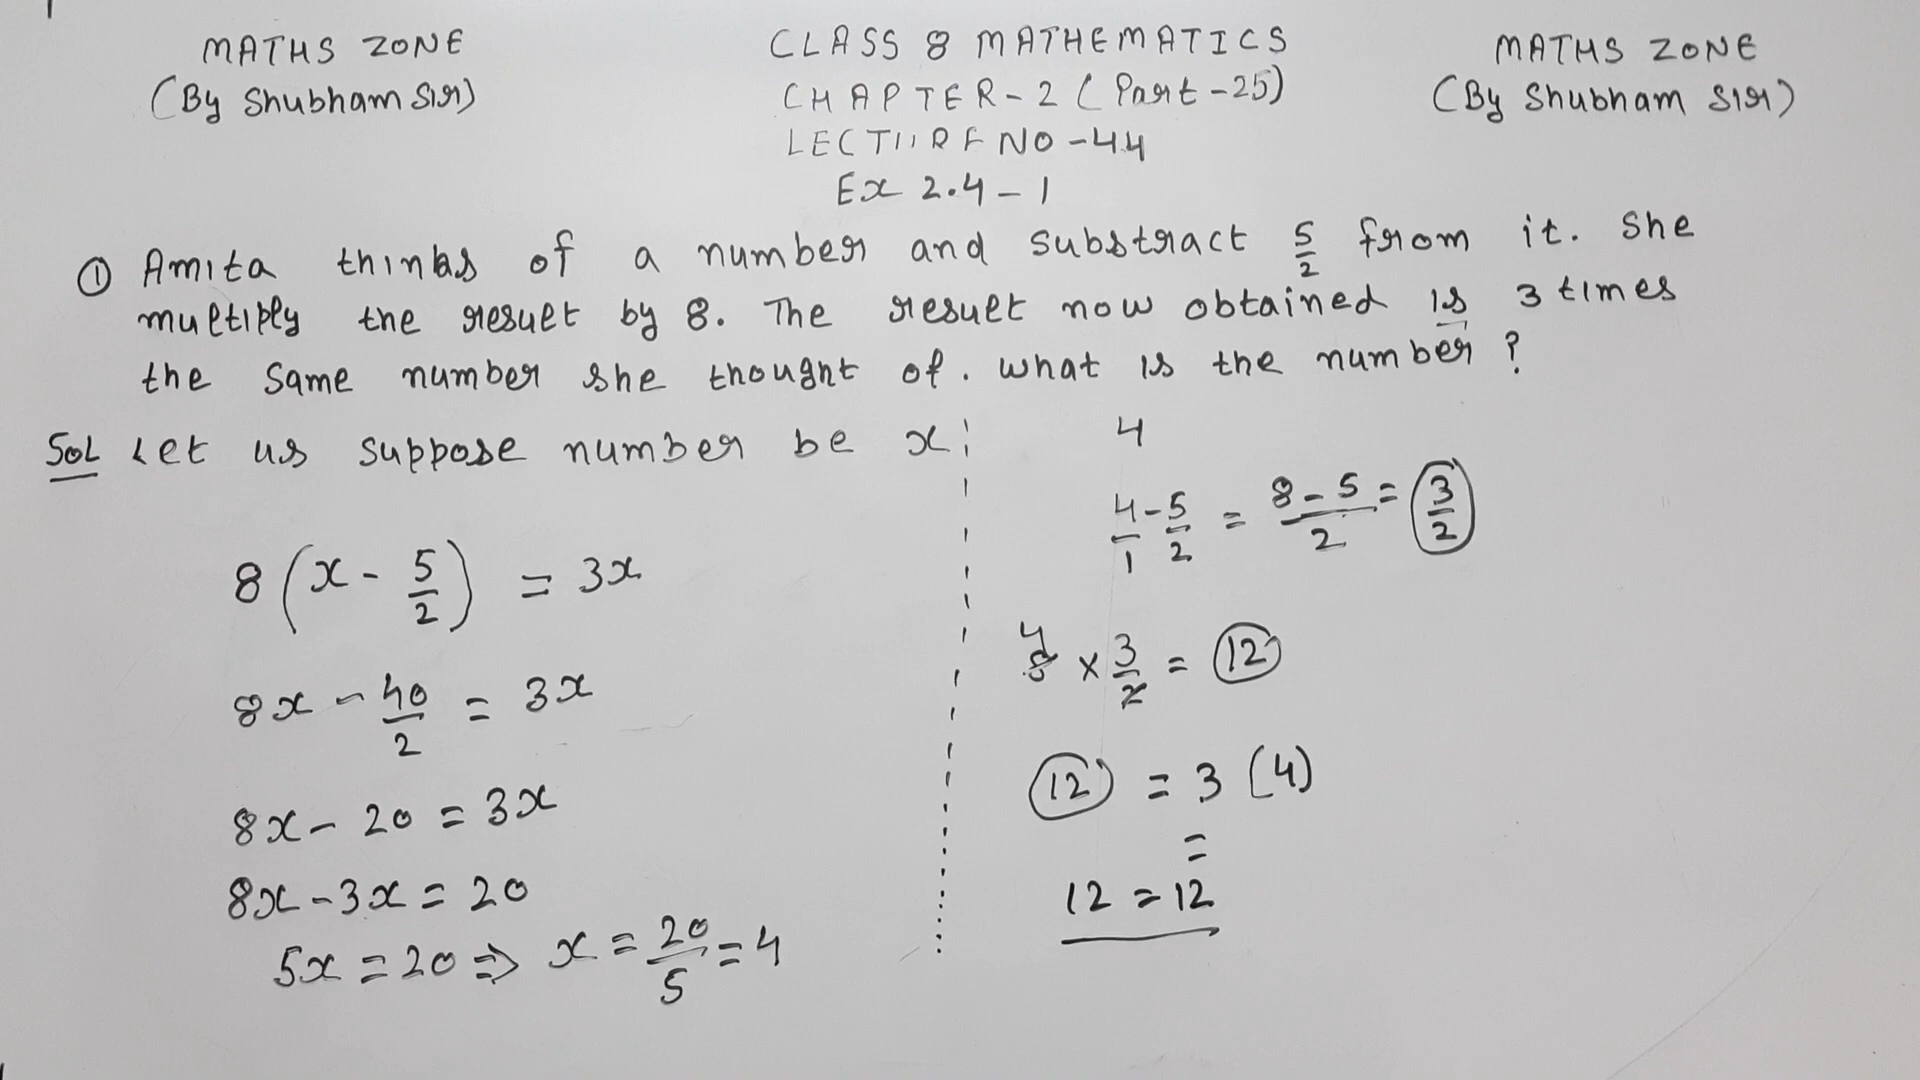 MATHS ZONE
(By Shubham Sir)
CLASS 8 MATHEMATICS
CHAPTER-2 (Part-25)
LECTURE NO-44
Ex 2.4-1
MATHS ZONE
(By Shubham Sir)
① Amita thinks of a number and substract 5/2 from it. She
multiply the result by 8. The result now obtained is 3 times
the same number she thought of. what is the number ?
Sol Let us suppose number be x
8(x - 5/2) = 3x
8x - 40/2 = 3x
8x - 20 = 3x
8x - 3x = 20
5x = 20 ⇒ x = 20/5 = 4
4
4/1 - 5/2 = 8-5/2 = 3/2
4
8 × 3/2 = 12
12 = 3 (4)
=
12 = 12